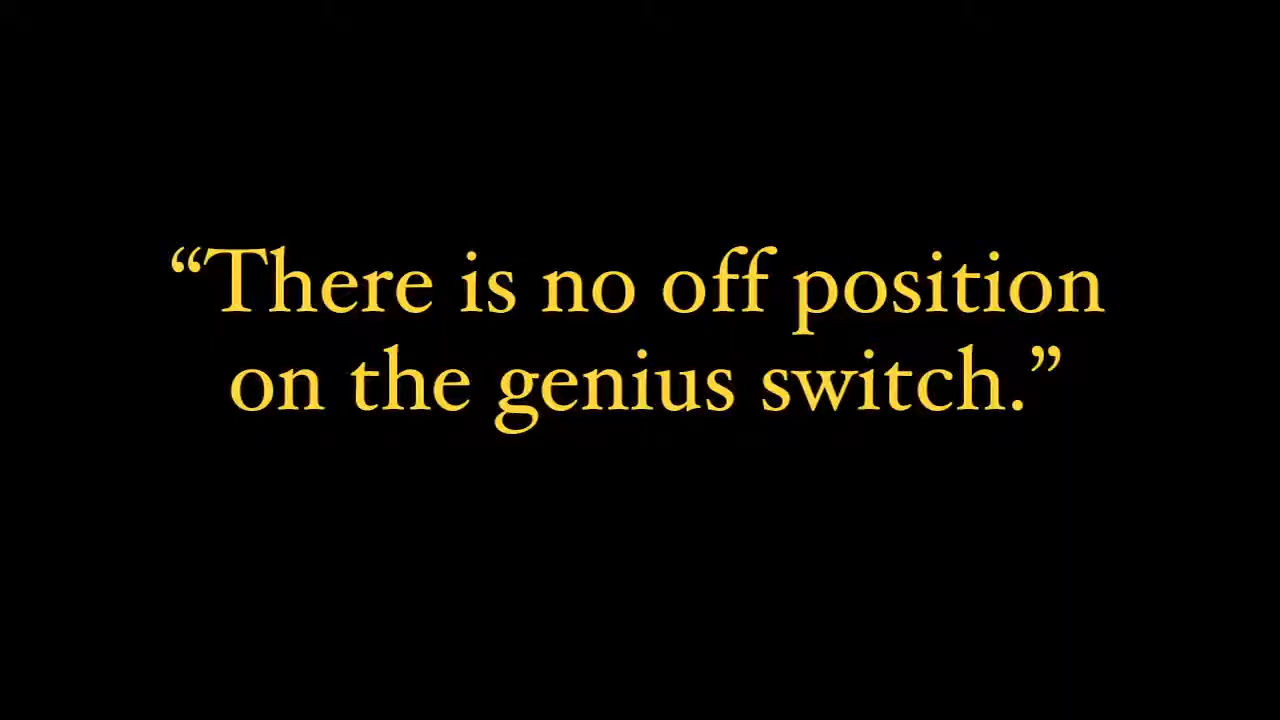 “There is no off position
on the genius switch.”